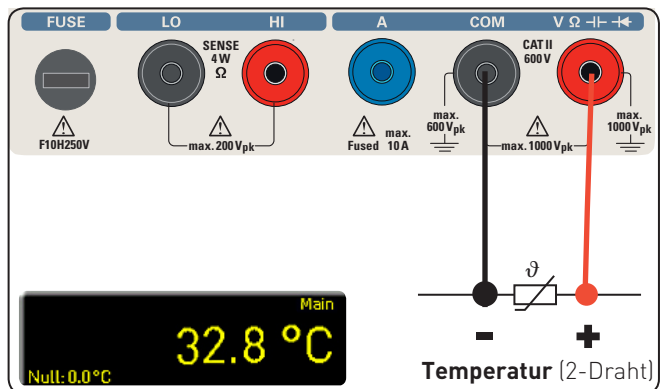 FUSE LO HI A COM V Ω ⊣⊢ ⯈|
SENSE
4W
Ω
CAT II
600 V
max.
600 Vpk
max.
1000 Vpk
F10H250V
max. 200 Vpk
Fused
max.
10 A
max. 1000 Vpk
ϑ
Main
32.8 °C
Null: 0.0°C
- +
Temperatur (2-Draht)